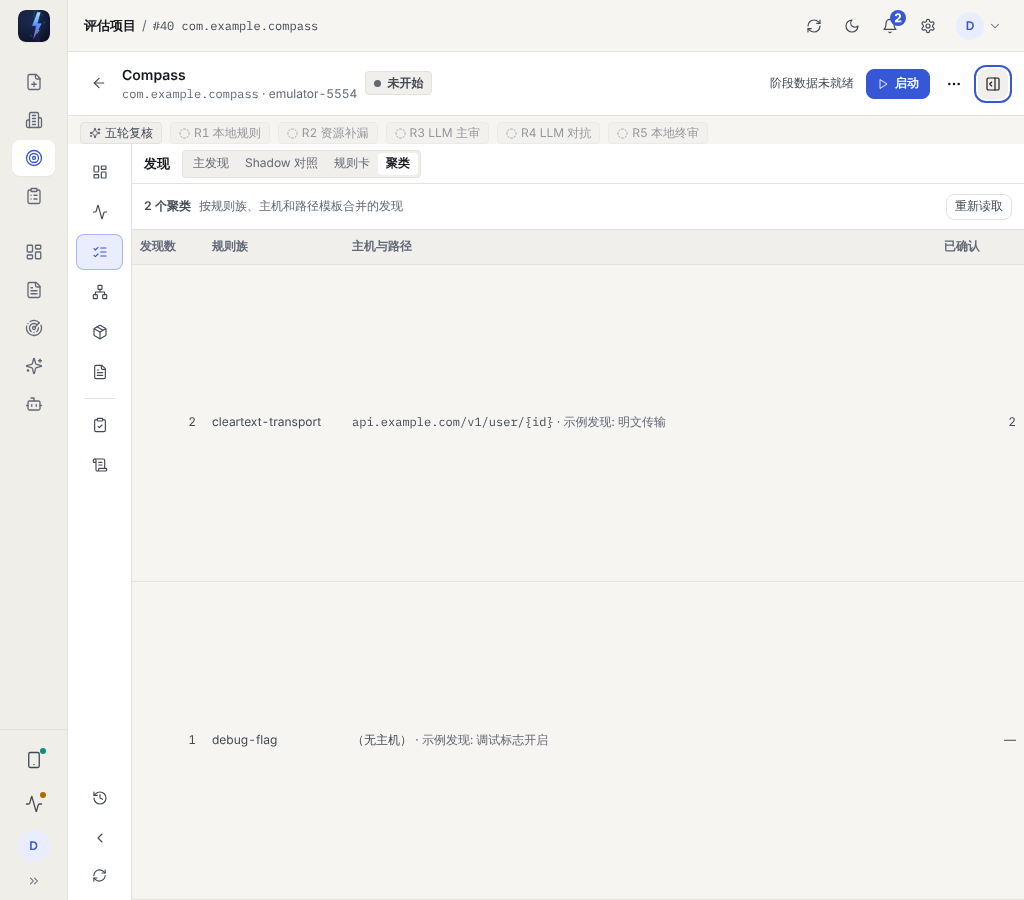 评估项目 / #40 com.example.compass
2
D
Compass
com.example.compass · emulator-5554
未开始
阶段数据未就绪
启动
五轮复核
R1 本地规则
R2 资源补漏
R3 LLM 主审
R4 LLM 对抗
R5 本地终审
发现
主发现
Shadow 对照
规则卡
聚类
2 个聚类 按规则族、主机和路径模板合并的发现
重新读取
发现数 规则族 主机与路径 已确认
2 cleartext-transport api.example.com/v1/user/{id} · 示例发现: 明文传输 2
1 debug-flag （无主机） · 示例发现: 调试标志开启 —
D